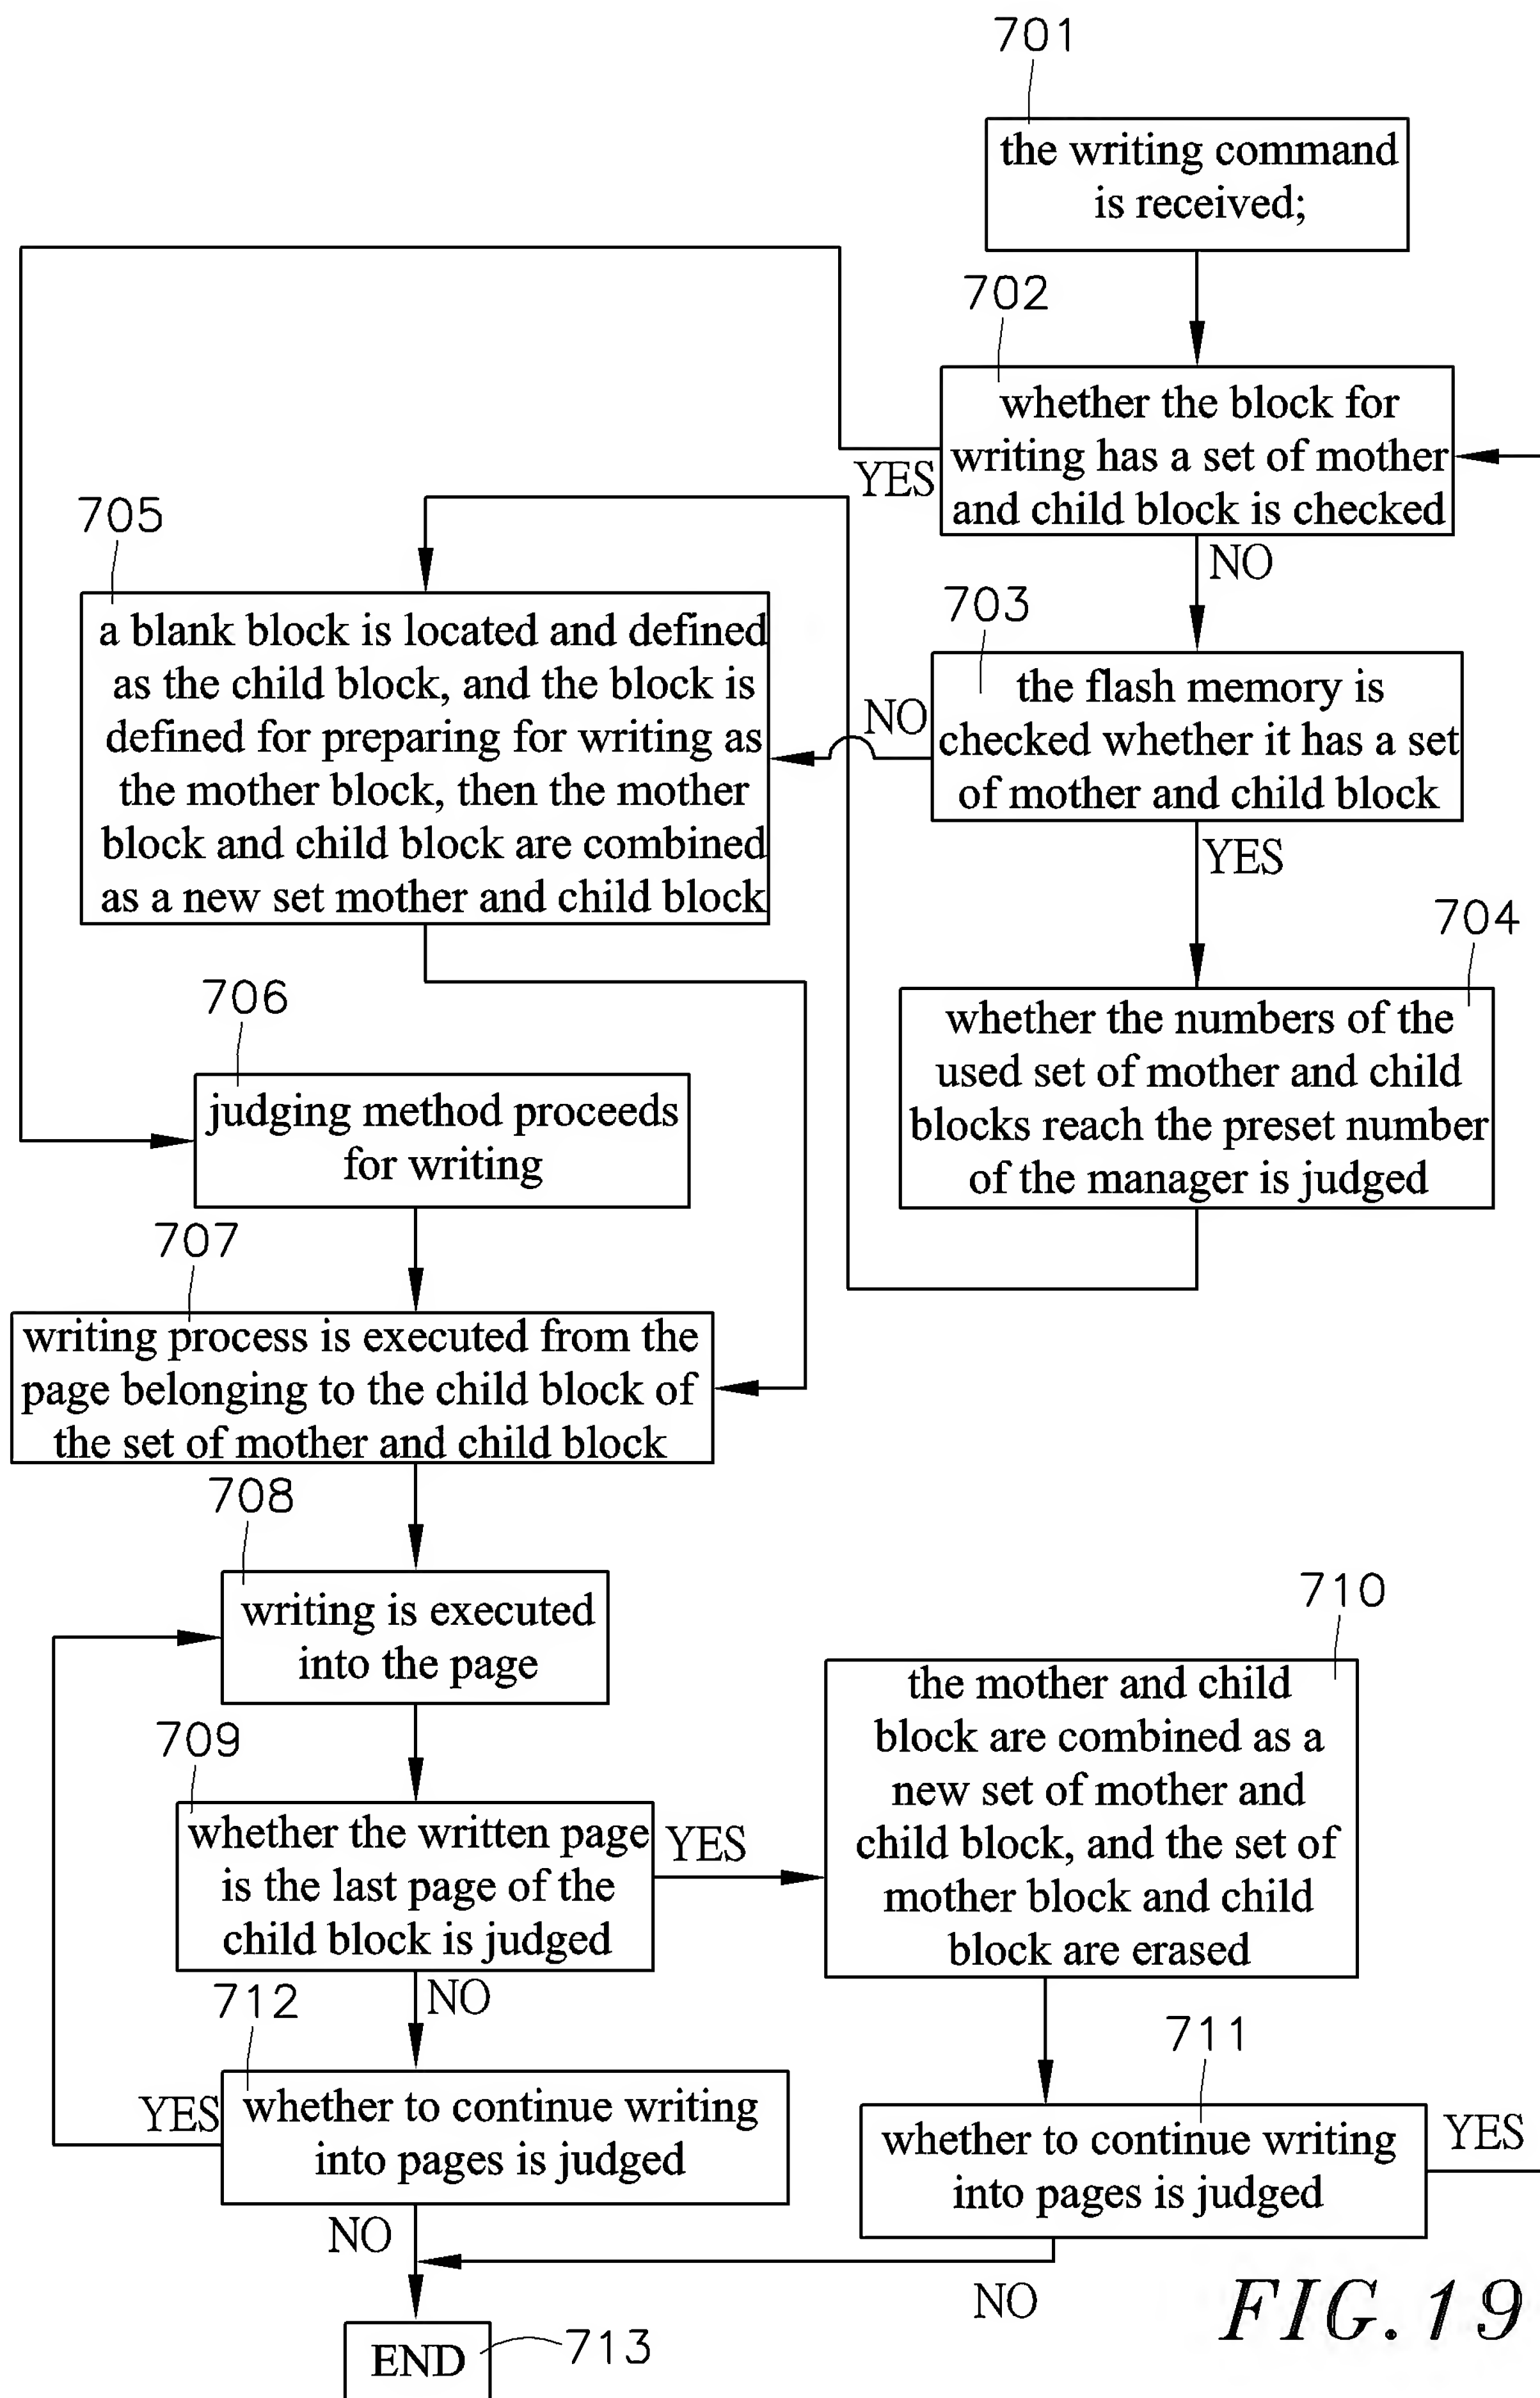 701
the writing command
is received;
702
whether the block for
writing has a set of mother
and child block is checked
YES
NO
703
the flash memory is
checked whether it has a set
of mother and child block
NO
YES
704
whether the numbers of the
used set of mother and child
blocks reach the preset number
of the manager is judged
705
a blank block is located and defined
as the child block, and the block is
defined for preparing for writing as
the mother block, then the mother
block and child block are combined
as a new set mother and child block
706
judging method proceeds
for writing
707
writing process is executed from the
page belonging to the child block of
the set of mother and child block
708
writing is executed
into the page
709
whether the written page
is the last page of the
child block is judged
YES
NO
710
the mother and child
block are combined as a
new set of mother and
child block, and the set of
mother block and child
block are erased
711
whether to continue writing
into pages is judged
YES
NO
712
whether to continue writing
into pages is judged
YES
NO
END
713
FIG. 19